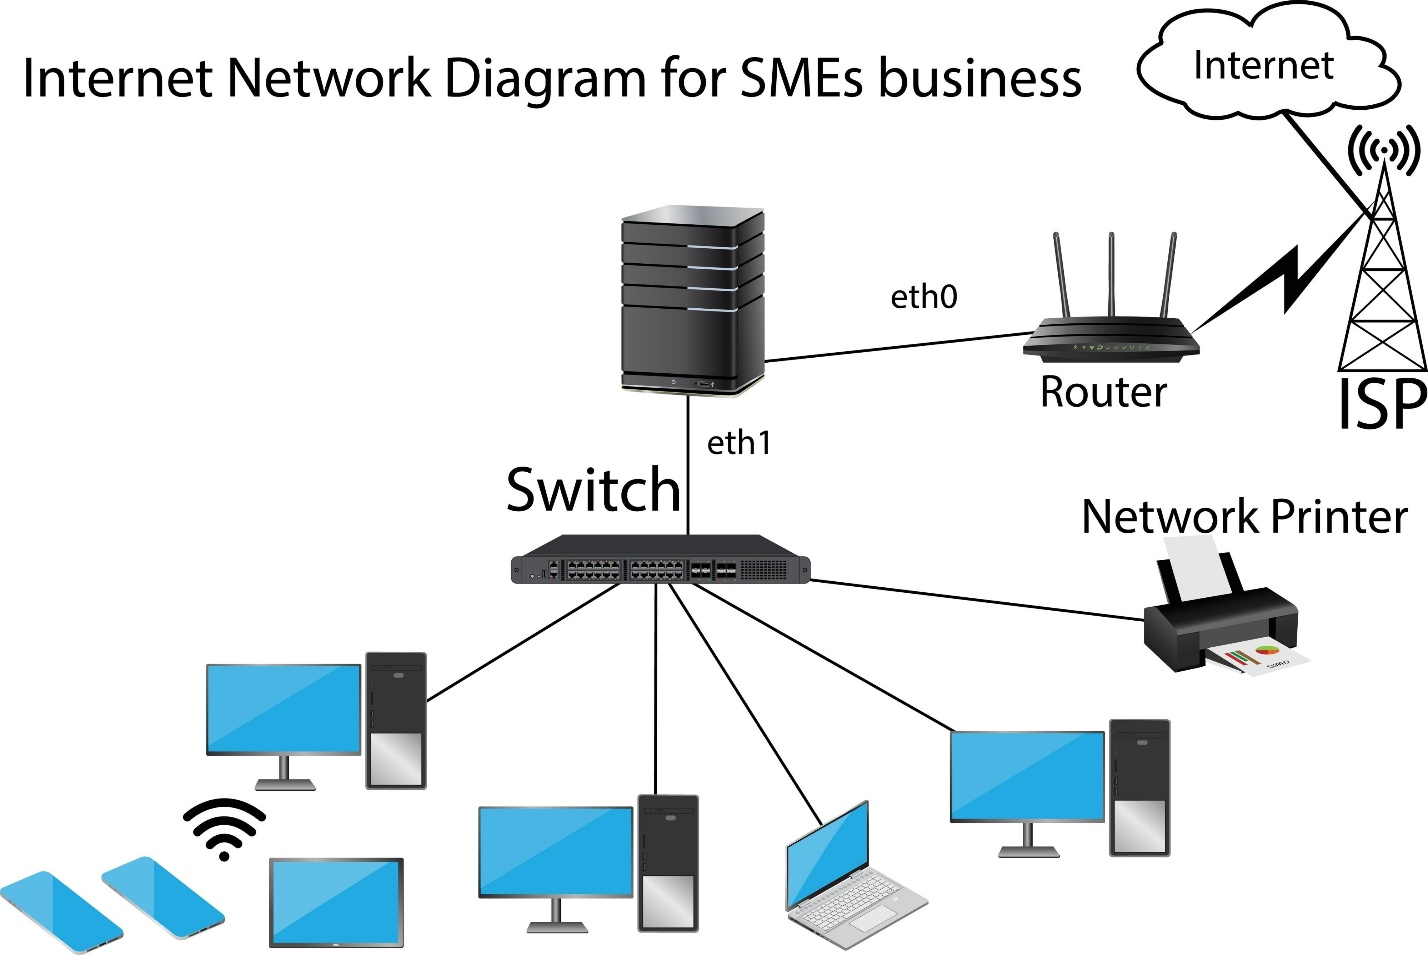 Internet Network Diagram for SMEs business
Internet
eth0
Router
ISP
eth1
Switch
Network Printer